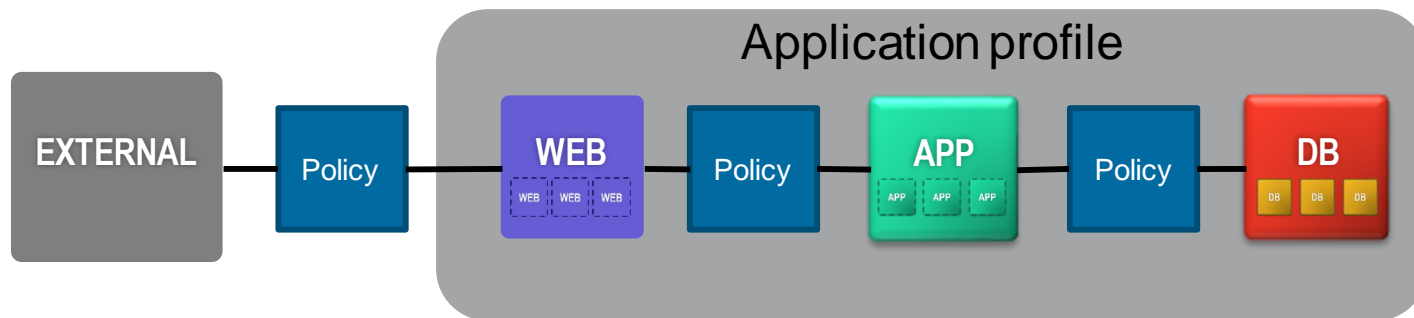 Application profile
EXTERNAL
Policy
WEB
WEB WEB WEB
Policy
APP
APP APP APP
Policy
DB
DB DB DB